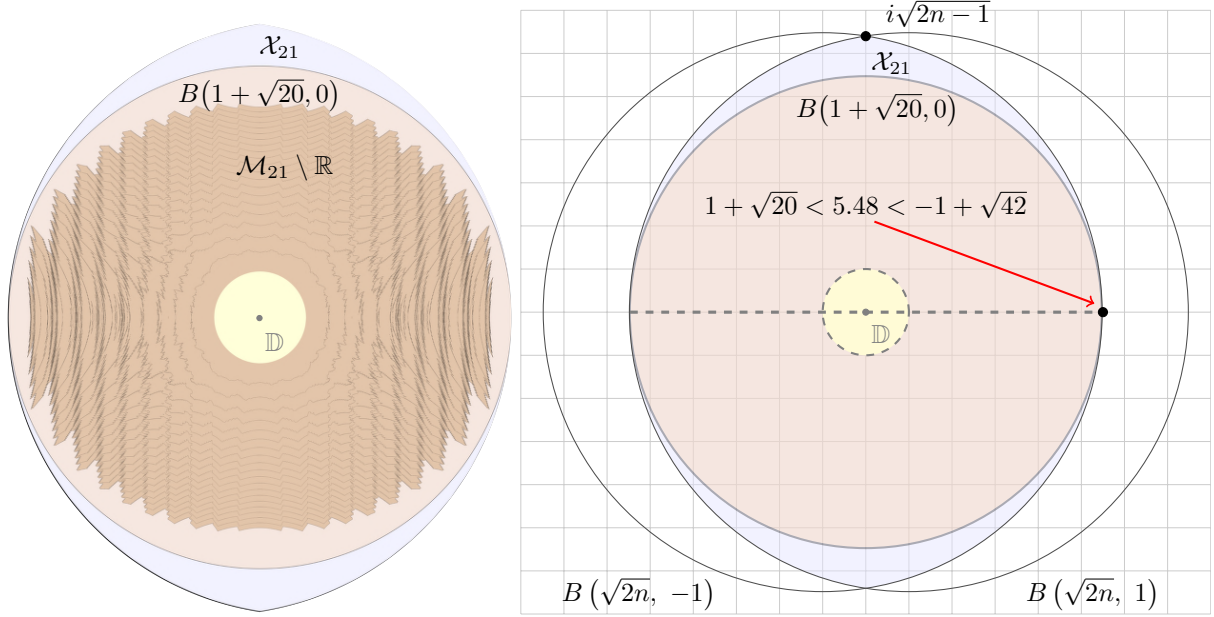 𝒳₂₁
B(1 + √20, 0)
ℳ₂₁ \ ℝ
𝔻
i√2n − 1
𝒳₂₁
B(1 + √20, 0)
1 + √20 < 5.48 < −1 + √42
𝔻
B (√2n, −1)
B (√2n, 1)